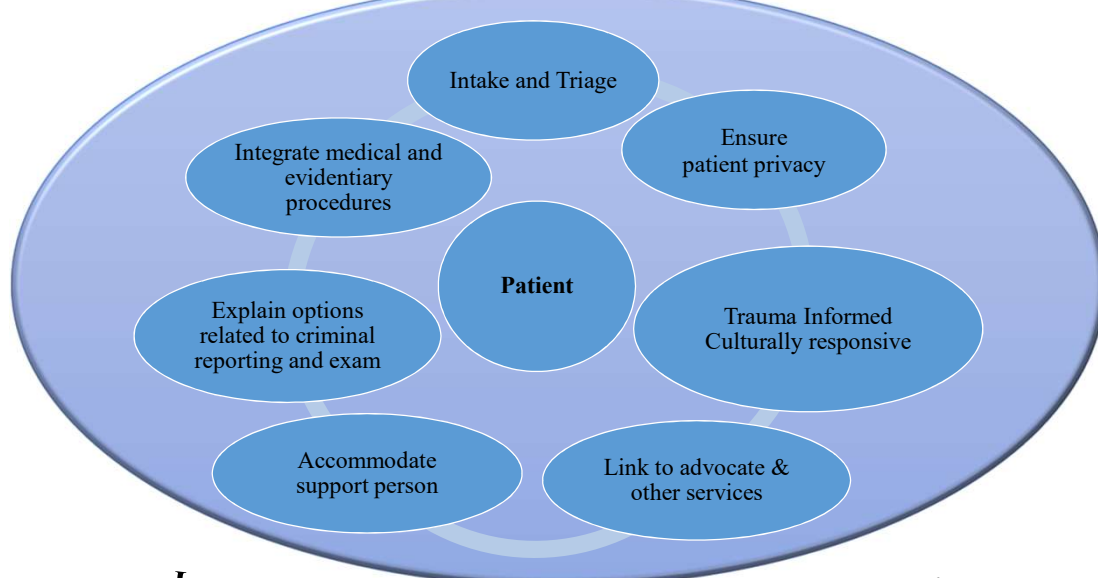 Intake and Triage
Ensure
patient privacy
Trauma Informed
Culturally responsive
Link to advocate &
other services
Accommodate
support person
Explain options
related to criminal
reporting and exam
Integrate medical and
evidentiary
procedures
Patient